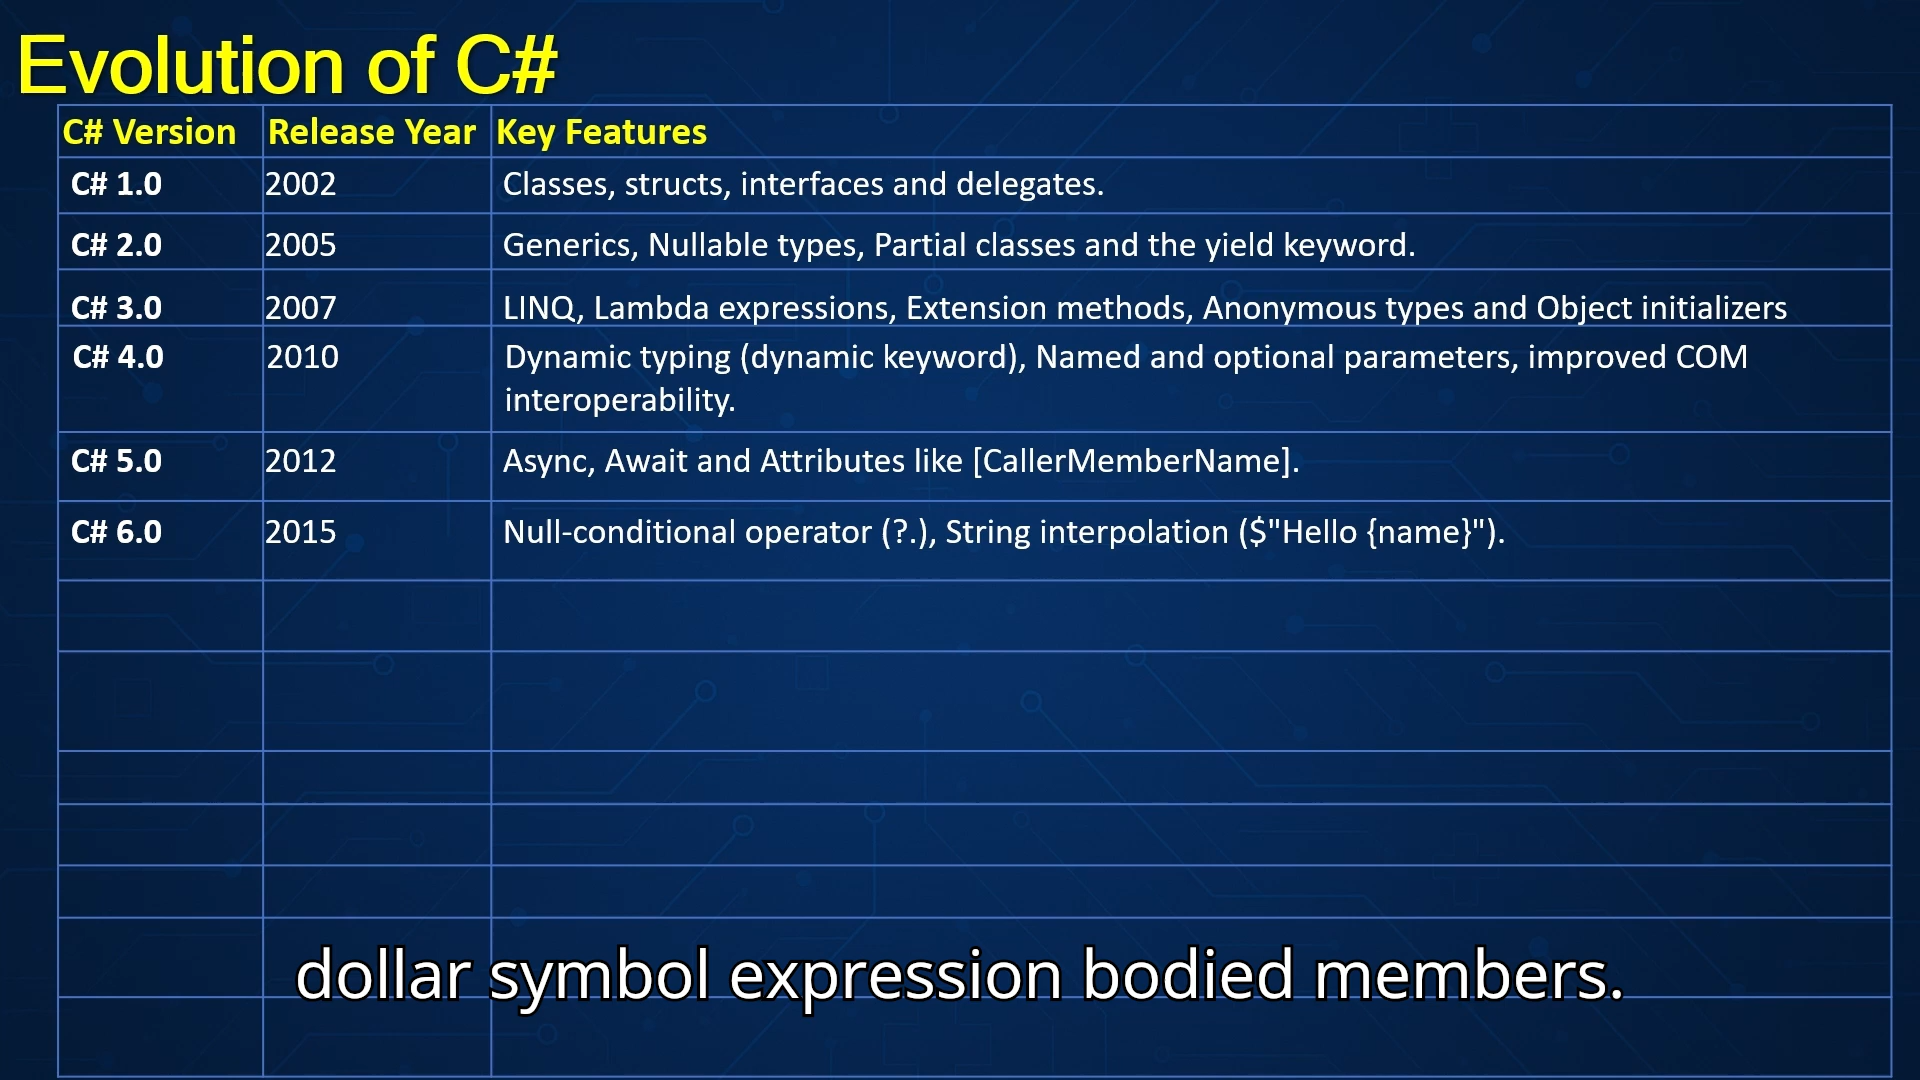 Evolution of C#
C# Version Release Year Key Features
C# 1.0 2002 Classes, structs, interfaces and delegates.
C# 2.0 2005 Generics, Nullable types, Partial classes and the yield keyword.
C# 3.0 2007 LINQ, Lambda expressions, Extension methods, Anonymous types and Object initializers
C# 4.0 2010 Dynamic typing (dynamic keyword), Named and optional parameters, improved COM
interoperability.
C# 5.0 2012 Async, Await and Attributes like [CallerMemberName].
C# 6.0 2015 Null-conditional operator (?.), String interpolation ($"Hello {name}").
dollar symbol expression bodied members.